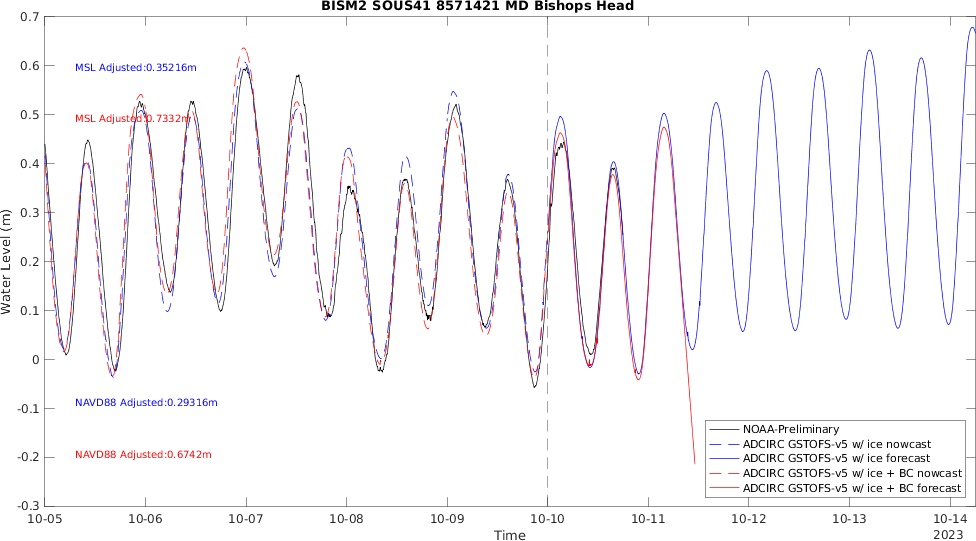 BISM2 SOUS41 8571421 MD Bishops Head
0.7
0.6
0.5
0.4
0.3
0.2
0.1
0
-0.1
-0.2
-0.3
Water Level (m)
MSL Adjusted:0.35216m
MSL Adjusted:0.7332m
NAVD88 Adjusted:0.29316m
NAVD88 Adjusted:0.6742m
NOAA-Preliminary
ADCIRC GSTOFS-v5 w/ ice nowcast
ADCIRC GSTOFS-v5 w/ ice forecast
ADCIRC GSTOFS-v5 w/ ice + BC nowcast
ADCIRC GSTOFS-v5 w/ ice + BC forecast
10-05 10-06 10-07 10-08 10-09 10-10 10-11 10-12 10-13 10-14
Time
2023